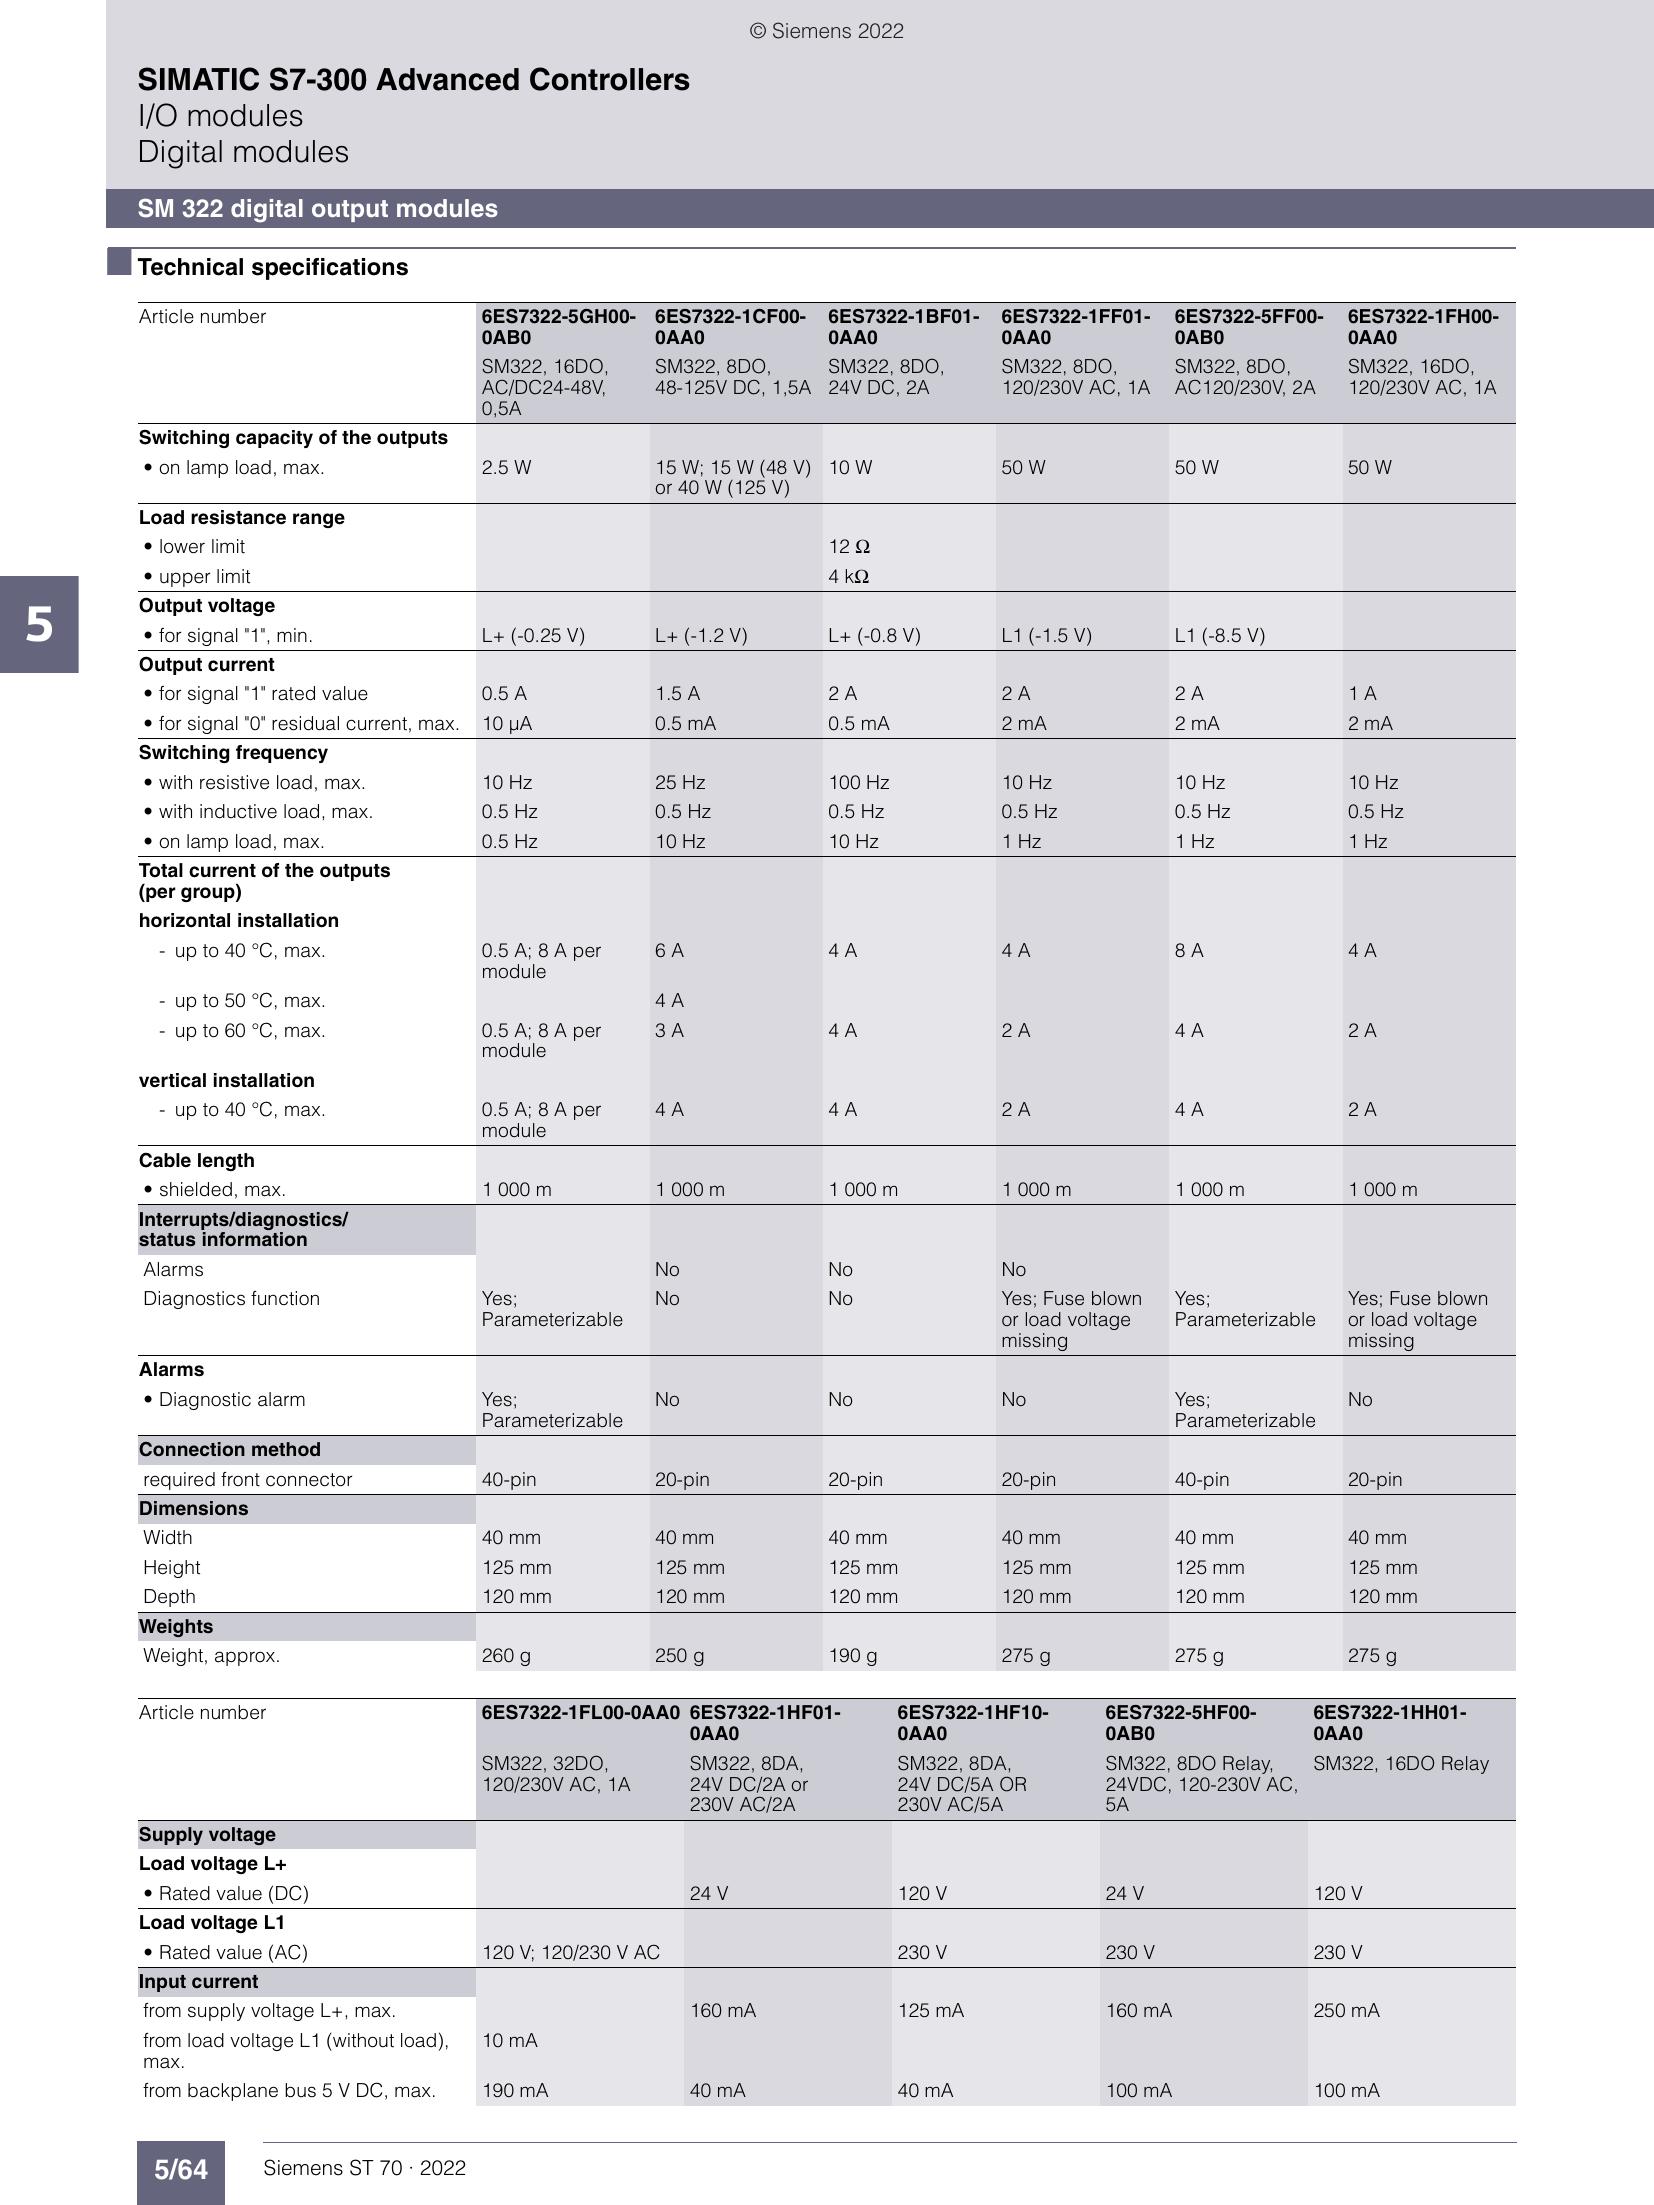 © Siemens 2022
SIMATIC S7-300 Advanced Controllers
I/O modules
Digital modules
SM 322 digital output modules
Technical specifications
Article number 6ES7322-5GH00- 6ES7322-1CF00- 6ES7322-1BF01- 6ES7322-1FF01- 6ES7322-5FF00- 6ES7322-1FH00-
0AB0 0AA0 0AA0 0AA0 0AB0 0AA0
SM322, 16DO, SM322, 8DO, SM322, 8DO, SM322, 8DO, SM322, 8DO, SM322, 16DO,
AC/DC24-48V, 48-125V DC, 1,5A 24V DC, 2A 120/230V AC, 1A AC120/230V, 2A 120/230V AC, 1A
0,5A
Switching capacity of the outputs
• on lamp load, max. 2.5 W 15 W; 15 W (48 V) 10 W 50 W 50 W 50 W
or 40 W (125 V)
Load resistance range
• lower limit 12 Ω
• upper limit 4 kΩ
5
Output voltage
• for signal "1", min. L+ (-0.25 V) L+ (-1.2 V) L+ (-0.8 V) L1 (-1.5 V) L1 (-8.5 V)
Output current
• for signal "1" rated value 0.5 A 1.5 A 2 A 2 A 2 A 1 A
• for signal "0" residual current, max. 10 µA 0.5 mA 0.5 mA 2 mA 2 mA 2 mA
Switching frequency
• with resistive load, max. 10 Hz 25 Hz 100 Hz 10 Hz 10 Hz 10 Hz
• with inductive load, max. 0.5 Hz 0.5 Hz 0.5 Hz 0.5 Hz 0.5 Hz 0.5 Hz
• on lamp load, max. 0.5 Hz 10 Hz 10 Hz 1 Hz 1 Hz 1 Hz
Total current of the outputs
(per group)
horizontal installation
- up to 40 °C, max. 0.5 A; 8 A per 6 A 4 A 4 A 8 A 4 A
module
- up to 50 °C, max. 4 A
- up to 60 °C, max. 0.5 A; 8 A per 3 A 4 A 2 A 4 A 2 A
module
vertical installation
- up to 40 °C, max. 0.5 A; 8 A per 4 A 4 A 2 A 4 A 2 A
module
Cable length
• shielded, max. 1 000 m 1 000 m 1 000 m 1 000 m 1 000 m 1 000 m
Interrupts/diagnostics/
status information
Alarms No No No
Diagnostics function Yes; No No Yes; Fuse blown Yes; Yes; Fuse blown
Parameterizable or load voltage Parameterizable or load voltage
missing missing
Alarms
• Diagnostic alarm Yes; No No No Yes; No
Parameterizable Parameterizable
Connection method
required front connector 40-pin 20-pin 20-pin 20-pin 40-pin 20-pin
Dimensions
Width 40 mm 40 mm 40 mm 40 mm 40 mm 40 mm
Height 125 mm 125 mm 125 mm 125 mm 125 mm 125 mm
Depth 120 mm 120 mm 120 mm 120 mm 120 mm 120 mm
Weights
Weight, approx. 260 g 250 g 190 g 275 g 275 g 275 g
Article number 6ES7322-1FL00-0AA0 6ES7322-1HF01- 6ES7322-1HF10- 6ES7322-5HF00- 6ES7322-1HH01-
0AA0 0AA0 0AB0 0AA0
SM322, 32DO, SM322, 8DA, SM322, 8DA, SM322, 8DO Relay, SM322, 16DO Relay
120/230V AC, 1A 24V DC/2A or 24V DC/5A OR 24VDC, 120-230V AC,
230V AC/2A 230V AC/5A 5A
Supply voltage
Load voltage L+
• Rated value (DC) 24 V 120 V 24 V 120 V
Load voltage L1
• Rated value (AC) 120 V; 120/230 V AC 230 V 230 V 230 V
Input current
from supply voltage L+, max. 160 mA 125 mA 160 mA 250 mA
from load voltage L1 (without load), 10 mA
max.
from backplane bus 5 V DC, max. 190 mA 40 mA 40 mA 100 mA 100 mA
5/64 Siemens ST 70 · 2022